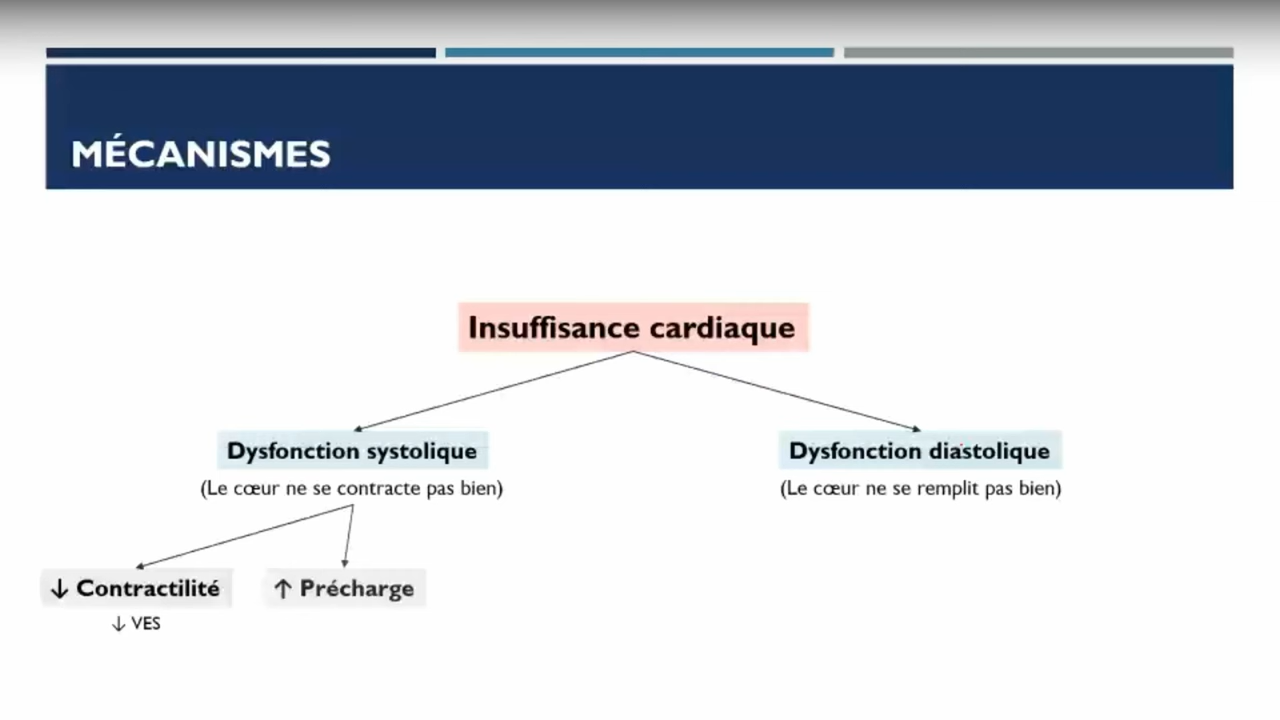 MÉCANISMES
Insuffisance cardiaque
Dysfonction systolique
(Le cœur ne se contracte pas bien)
Dysfonction diastolique
(Le cœur ne se remplit pas bien)
↓ Contractilité
↓ VES
↑ Précharge